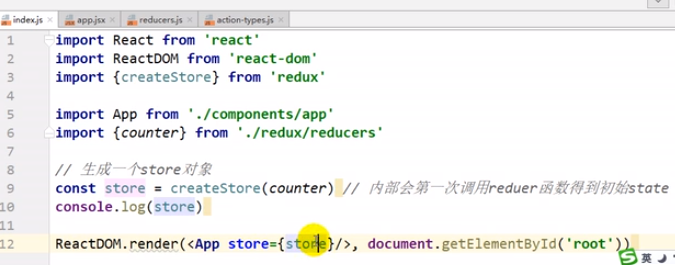 index.js × app.jsx × reducers.js × action-types.js ×
1 import React from 'react'
2 import ReactDOM from 'react-dom'
3 import {createStore} from 'redux'
4
5 import App from './components/app'
6 import {counter} from './redux/reducers'
7
8 // 生成一个store对象
9 const store = createStore(counter) // 内部会第一次调用reduer函数得到初始state
10 console.log(store)
11
12 ReactDOM.render(<App store={store}/>, document.getElementById('root'))
S 英